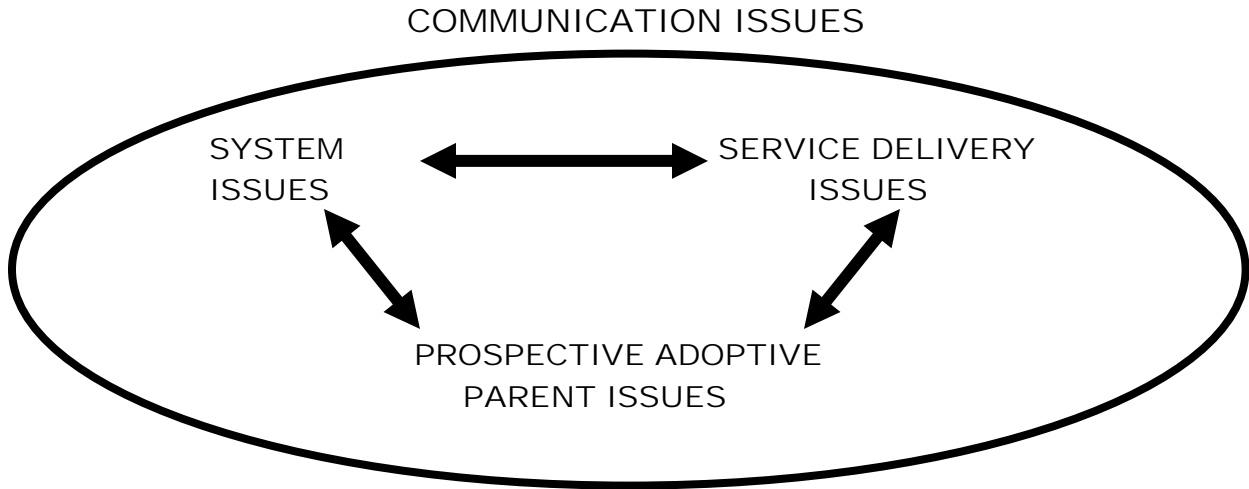 COMMUNICATION ISSUES
SYSTEM
ISSUES
SERVICE DELIVERY
ISSUES
PROSPECTIVE ADOPTIVE
PARENT ISSUES